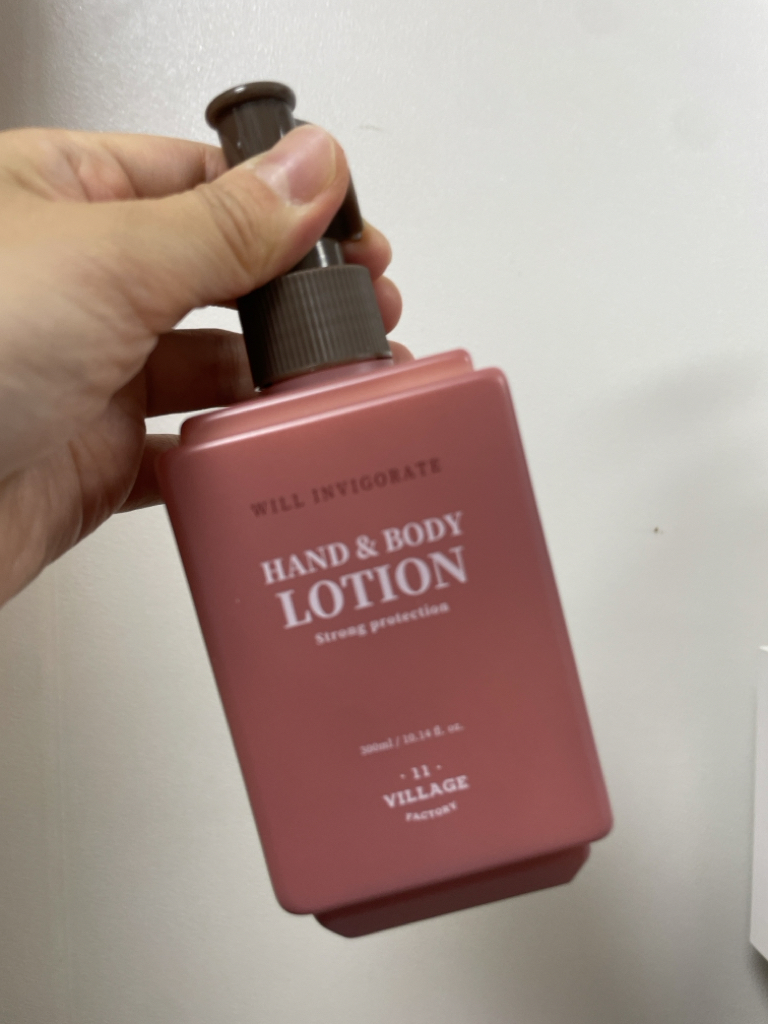 WILL INVIGORATE
HAND & BODY
LOTION
Strong protection
300ml / 10.14 fl. oz.
· 11 ·
VILLAGE
FACTORY